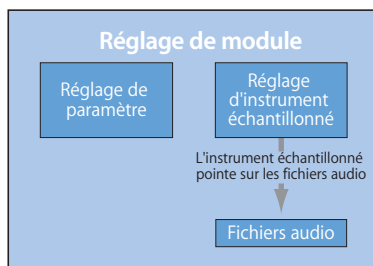 Réglage de module
Réglage de
paramètre
Réglage
d'instrument
échantillonné
L'instrument échantillonné
pointe sur les fichiers audio
Fichiers audio